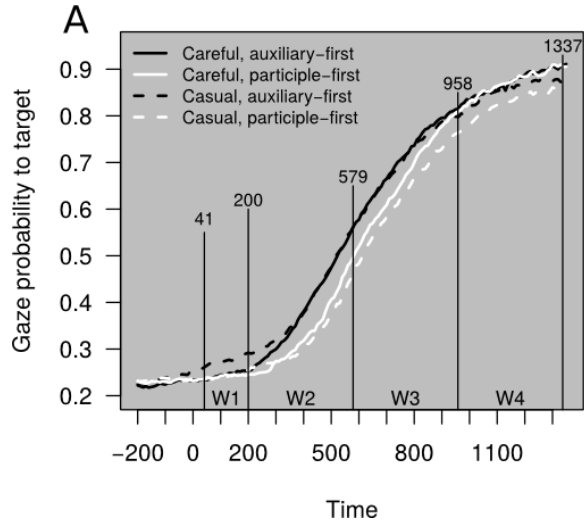 A
Careful, auxiliary−first
Careful, participle−first
Casual, auxiliary−first
Casual, participle−first
1337
958
579
200
41
Gaze probability to target
0.9
0.8
0.7
0.6
0.5
0.4
0.3
0.2
W1 W2 W3 W4
−200 0 200 500 800 1100
Time